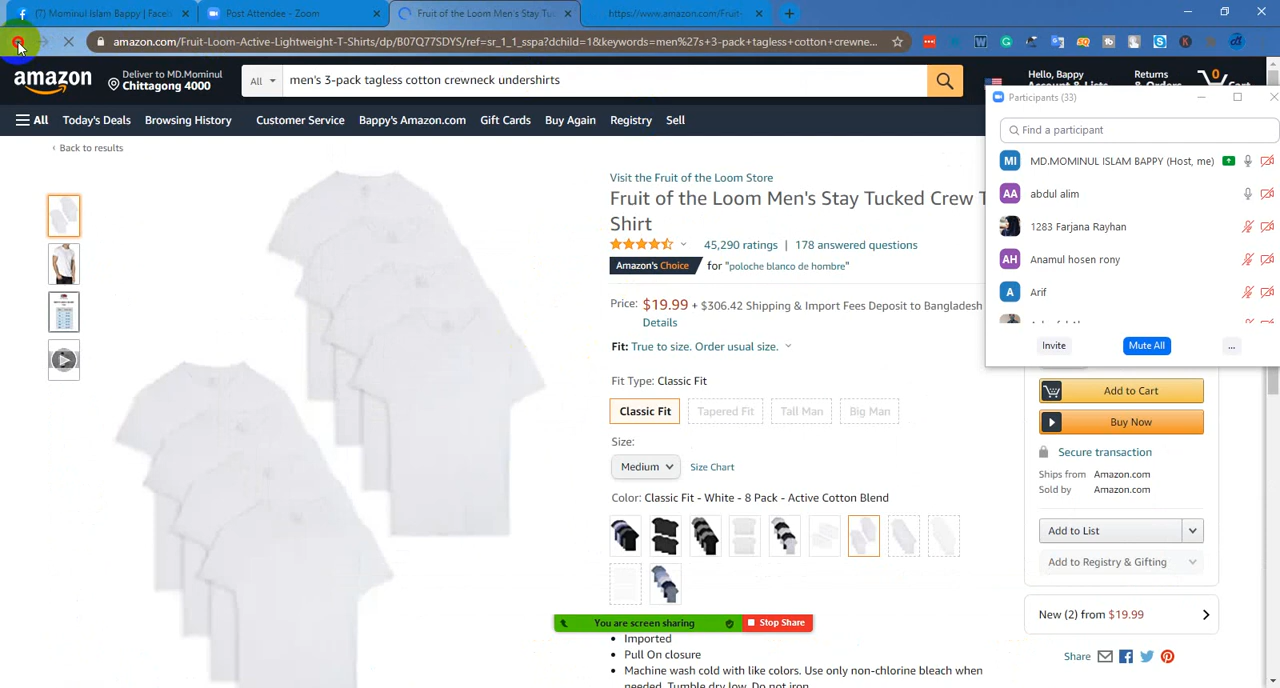 (7) Mominul Islam Bappy | Faceb
Post Attendee - Zoom
Fruit of the Loom Men's Stay Tuc
https://www.amazon.com/Fruit-
amazon.com/Fruit-Loom-Active-Lightweight-T-Shirts/dp/B07Q77SDYS/ref=sr_1_1_sspa?dchild=1&keywords=men%27s+3-pack+tagless+cotton+crewne...
amazon
Deliver to MD.Mominul
Chittagong 4000
All
men's 3-pack tagless cotton crewneck undershirts
Hello, Bappy
Returns
0
All
Today's Deals
Browsing History
Customer Service
Bappy's Amazon.com
Gift Cards
Buy Again
Registry
Sell
Participants (33)
Find a participant
MI
MD.MOMINUL ISLAM BAPPY (Host, me)
AA
abdul alim
1283 Farjana Rayhan
AH
Anamul hosen rony
A
Arif
Invite
Mute All
...
‹ Back to results
Visit the Fruit of the Loom Store
Fruit of the Loom Men's Stay Tucked Crew T
Shirt
45,290 ratings | 178 answered questions
Amazon's Choice for "poloche blanco de hombre"
Price: $19.99 + $306.42 Shipping & Import Fees Deposit to Bangladesh
Details
Fit: True to size. Order usual size.
Fit Type: Classic Fit
Classic Fit
Tapered Fit
Tall Man
Big Man
Size:
Medium
Size Chart
Color: Classic Fit - White - 8 Pack - Active Cotton Blend
You are screen sharing
Stop Share
Imported
Pull On closure
Machine wash cold with like colors. Use only non-chlorine bleach when
needed. Tumble dry low. Do not iron.
Add to Cart
Buy Now
Secure transaction
Ships from Amazon.com
Sold by Amazon.com
Add to List
Add to Registry & Gifting
New (2) from $19.99
Share